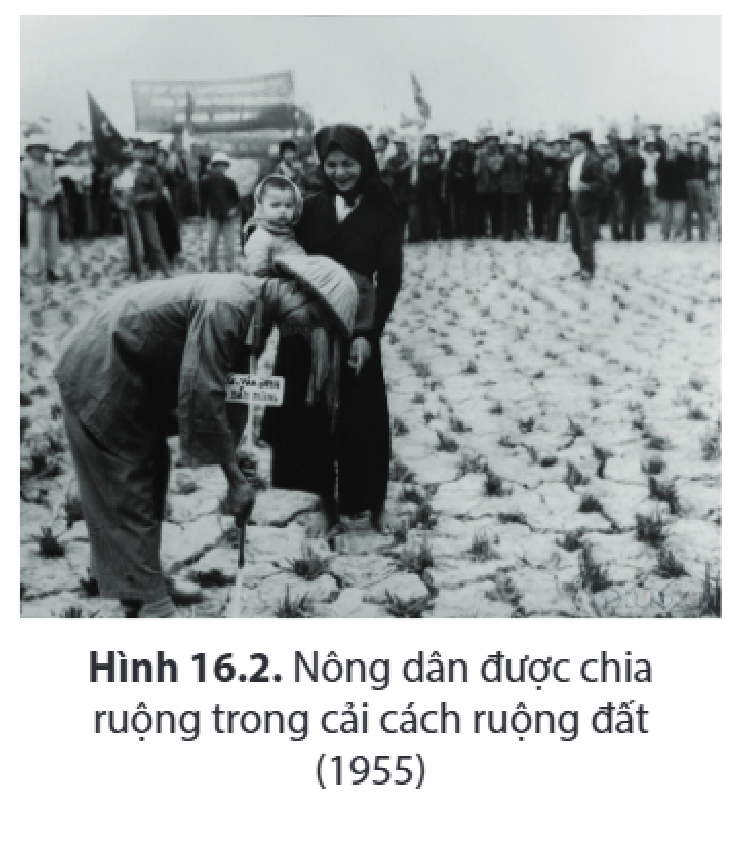 Hình 16.2. Nông dân được chia
ruộng trong cải cách ruộng đất
(1955)